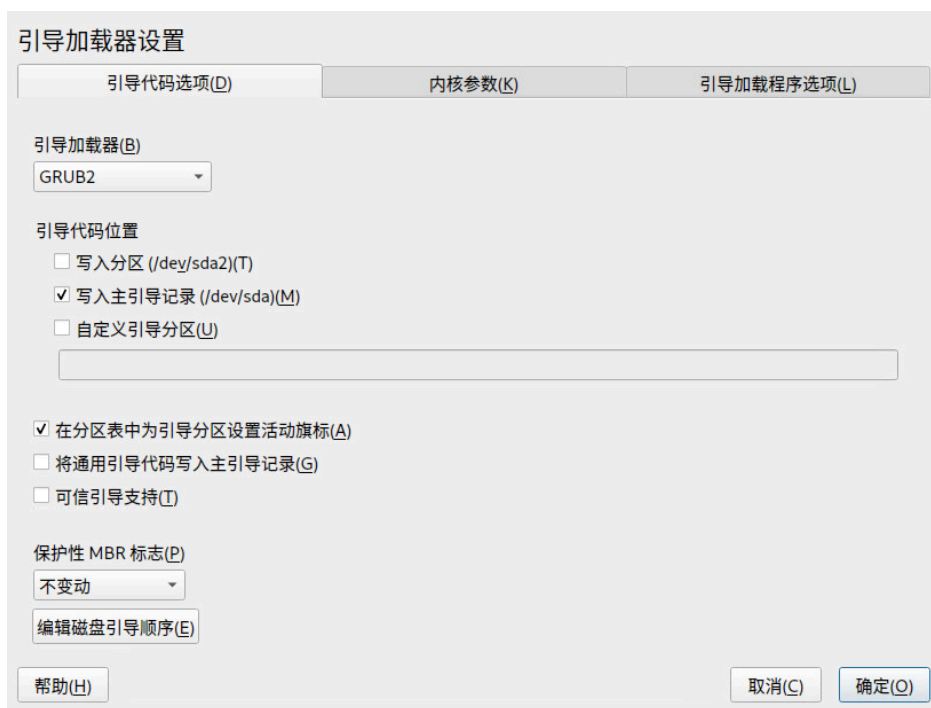 引导加载器设置
引导代码选项(D) 内核参数(K) 引导加载程序选项(L)
引导加载器(B)
GRUB2
引导代码位置
写入分区 (/dev/sda2)(T)
写入主引导记录 (/dev/sda)(M)
自定义引导分区(U)
在分区表中为引导分区设置活动旗标(A)
将通用引导代码写入主引导记录(G)
可信引导支持(T)
保护性 MBR 标志(P)
不变动
编辑磁盘引导顺序(E)
帮助(H) 取消(C) 确定(O)